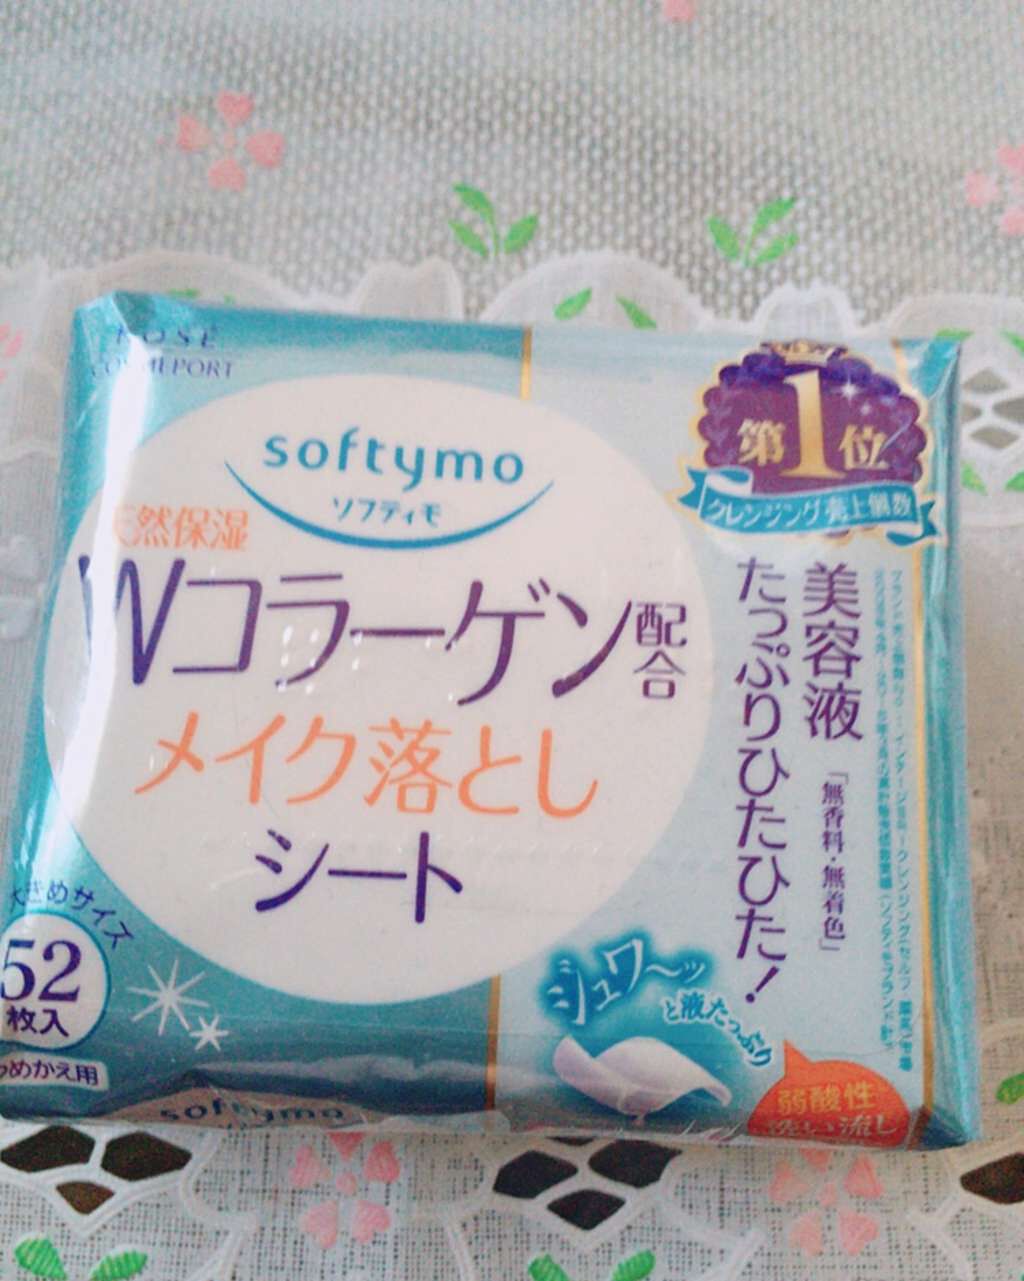 KOSE
COSMEPORT
softymo
ソフティモ
天然保湿
Wコラーゲン配合
メイク落とし
シート
大きめサイズ
52
枚入
つめかえ用
softymo
第1位
クレンジング売上個数
美容液
たっぷりひたひた!
「無香料・無着色」
ジュワ〜ッ
と液たっぷり
弱酸性
洗い流し